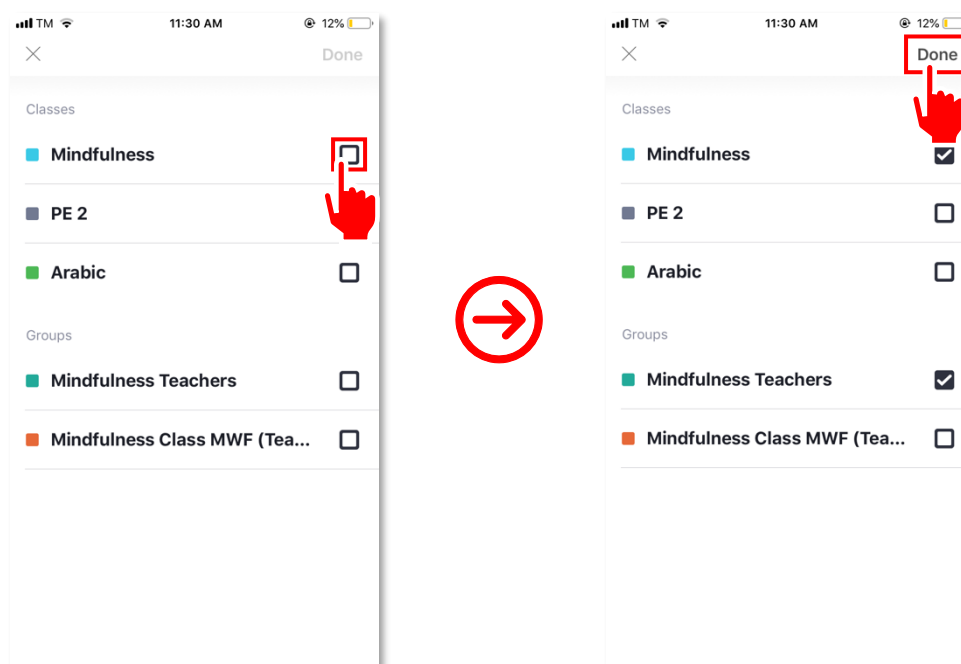 TM 11:30 AM 12%
Done
Classes
Mindfulness
PE 2
Arabic
Groups
Mindfulness Teachers
Mindfulness Class MWF (Tea...
TM 11:30 AM 12%
Done
Classes
Mindfulness
PE 2
Arabic
Groups
Mindfulness Teachers
Mindfulness Class MWF (Tea...